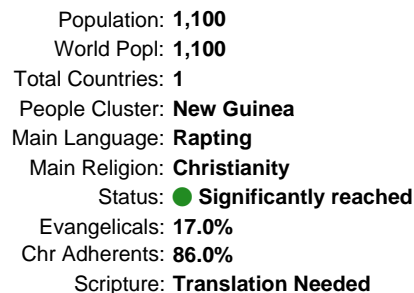 Population: 1,100
World Popl: 1,100
Total Countries: 1
People Cluster: New Guinea
Main Language: Rapting
Main Religion: Christianity
Status: Significantly reached
Evangelicals: 17.0%
Chr Adherents: 86.0%
Scripture: Translation Needed